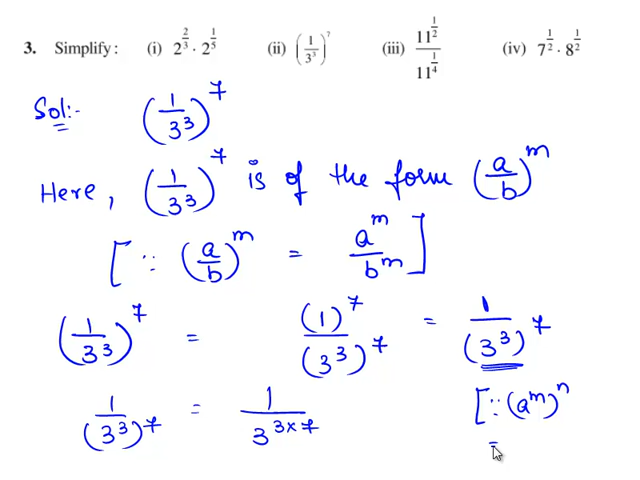 3. Simplify : (i) 2^(2/3) · 2^(1/5) (ii) (1/3^3)^7 (iii) 11^(1/2)/11^(1/4) (iv) 7^(1/2) · 8^(1/2)
Sol:- (1/3^3)^7
Here, (1/3^3)^7 is of the form (a/b)^m
[∵ (a/b)^m = a^m/b^m]
(1/3^3)^7 = (1)^7/(3^3)^7 = 1/(3^3)^7
1/(3^3)^7 = 1/3^(3×7) [∵ (a^m)^n
=